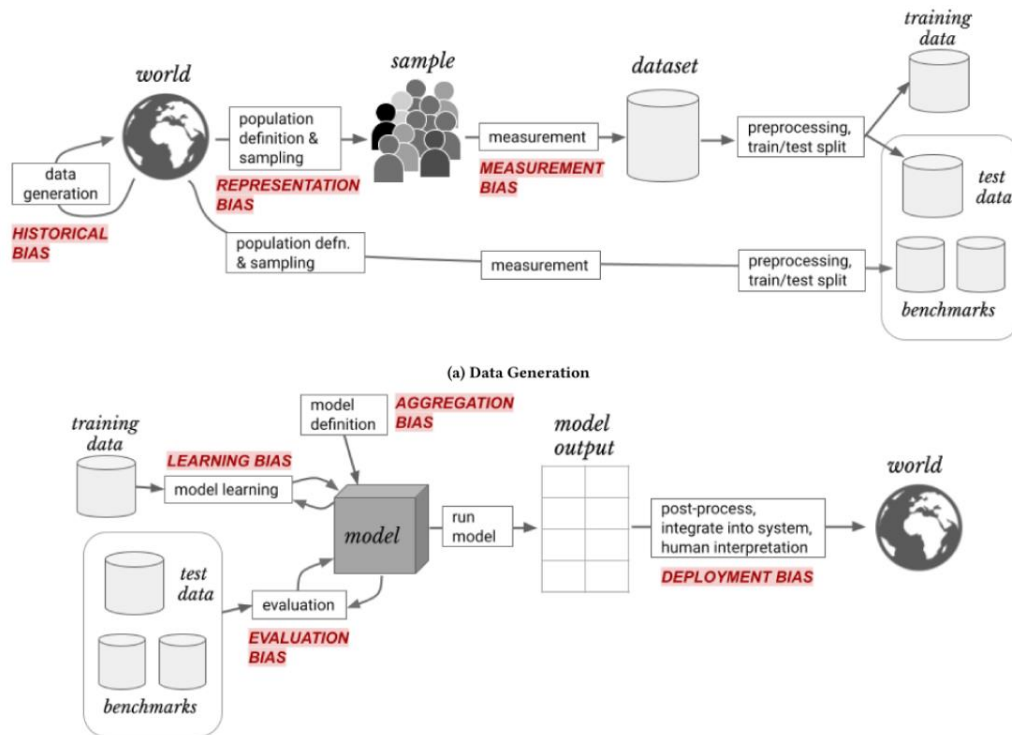 training
data
world
sample
dataset
population
definition &
sampling
measurement
preprocessing,
train/test split
data
generation
REPRESENTATION
BIAS
MEASUREMENT
BIAS
test
data
HISTORICAL
BIAS
population defn.
& sampling
measurement
preprocessing,
train/test split
benchmarks
(a) Data Generation
model
definition
AGGREGATION
BIAS
training
data
LEARNING BIAS
model learning
model
output
world
model
run
model
post-process,
integrate into system,
human interpretation
DEPLOYMENT BIAS
test
data
evaluation
EVALUATION
BIAS
benchmarks